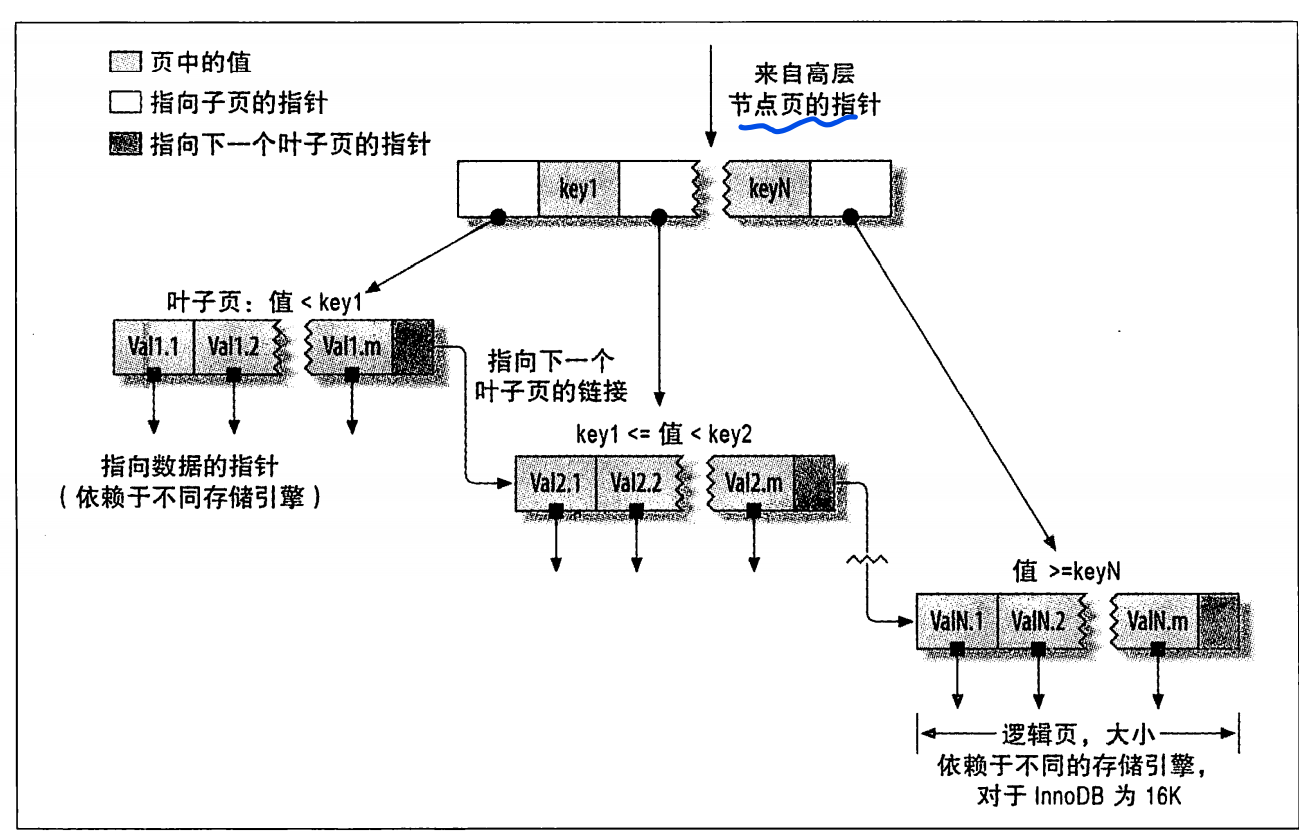 页中的值
指向子页的指针
指向下一个叶子页的指针
来自高层
节点页的指针
key1
keyN
叶子页：值 < key1
Val1.1
Val1.2
Val1.m
指向下一个
叶子页的链接
指向数据的指针
（依赖于不同存储引擎）
key1 <= 值 < key2
Val2.1
Val2.2
Val2.m
值 >=keyN
ValN.1
ValN.2
ValN.m
逻辑页，大小
依赖于不同的存储引擎，
对于 InnoDB 为 16K